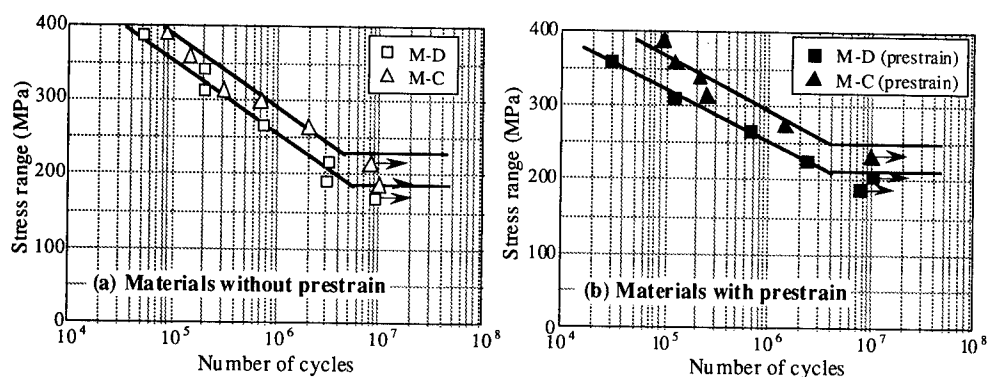 Stress range (MPa)
400
300
200
100
0
M-D
M-C
(a) Materials without prestrain
10^4 10^5 10^6 10^7 10^8
Number of cycles
Stress range (MPa)
400
300
200
100
0
M-D (prestrain)
M-C (prestrain)
(b) Materials with prestrain
10^4 10^5 10^6 10^7 10^8
Number of cycles